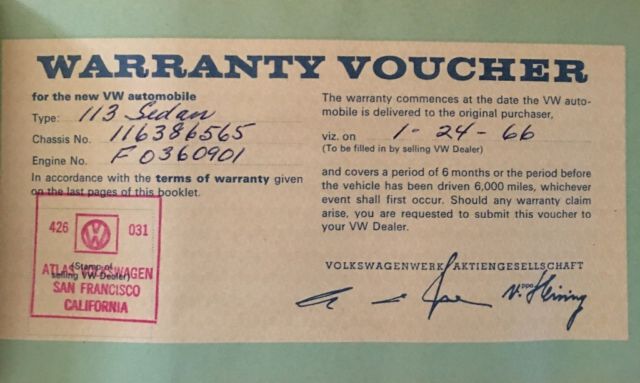 WARRANTY VOUCHER
for the new VW automobile
Type: 113 Sedan
Chassis No. 116386565
Engine No. F 0360901
In accordance with the terms of warranty given
on the last pages of this booklet.
426 VW 031
(Stamp of
selling VW Dealer)
ATLAS VOLKSWAGEN
SAN FRANCISCO
CALIFORNIA
The warranty commences at the date the VW auto-
mobile is delivered to the original purchaser,
viz. on 1-24-66
(To be filled in by selling VW Dealer)
and covers a period of 6 months or the period before
the vehicle has been driven 6,000 miles, whichever
event shall first occur. Should any warranty claim
arise, you are requested to submit this voucher to
your VW Dealer.
VOLKSWAGENWERK AKTIENGESELLSCHAFT
ppa.